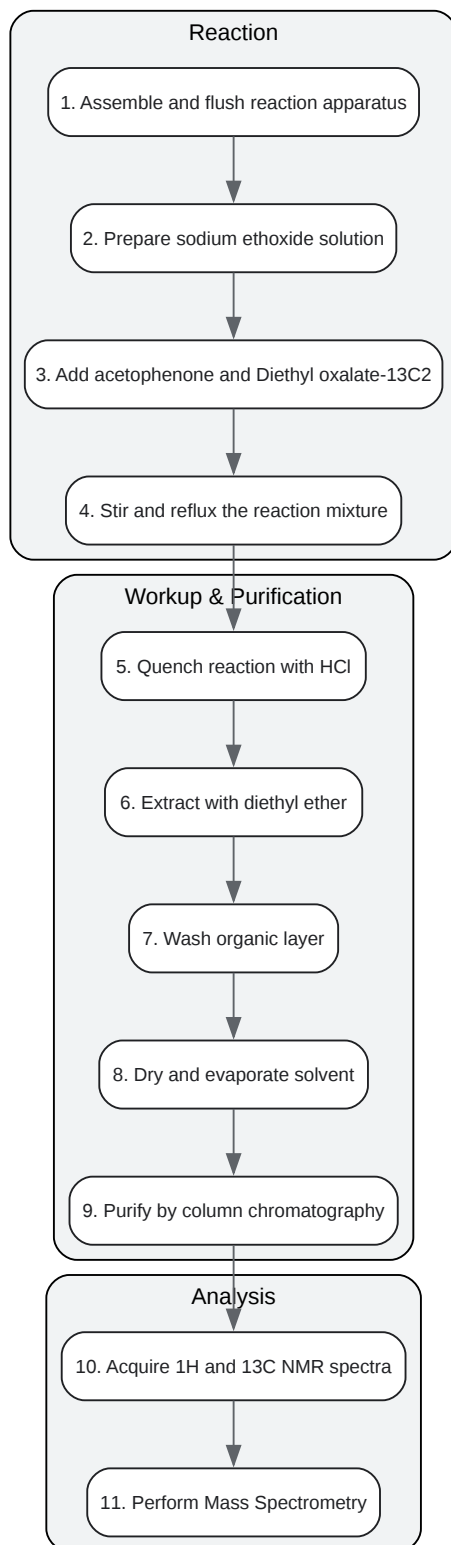 Reaction
1. Assemble and flush reaction apparatus
2. Prepare sodium ethoxide solution
3. Add acetophenone and Diethyl oxalate-13C2
4. Stir and reflux the reaction mixture
Workup & Purification
5. Quench reaction with HCl
6. Extract with diethyl ether
7. Wash organic layer
8. Dry and evaporate solvent
9. Purify by column chromatography
Analysis
10. Acquire 1H and 13C NMR spectra
11. Perform Mass Spectrometry